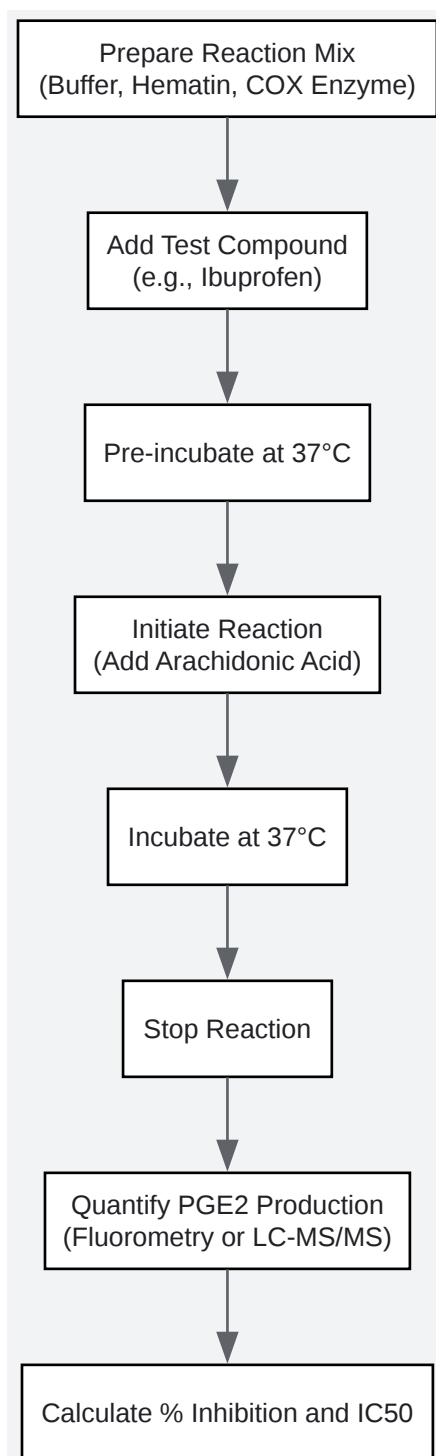 Prepare Reaction Mix
(Buffer, Hematin, COX Enzyme)
Add Test Compound
(e.g., Ibuprofen)
Pre-incubate at 37°C
Initiate Reaction
(Add Arachidonic Acid)
Incubate at 37°C
Stop Reaction
Quantify PGE2 Production
(Fluorometry or LC-MS/MS)
Calculate % Inhibition and IC50